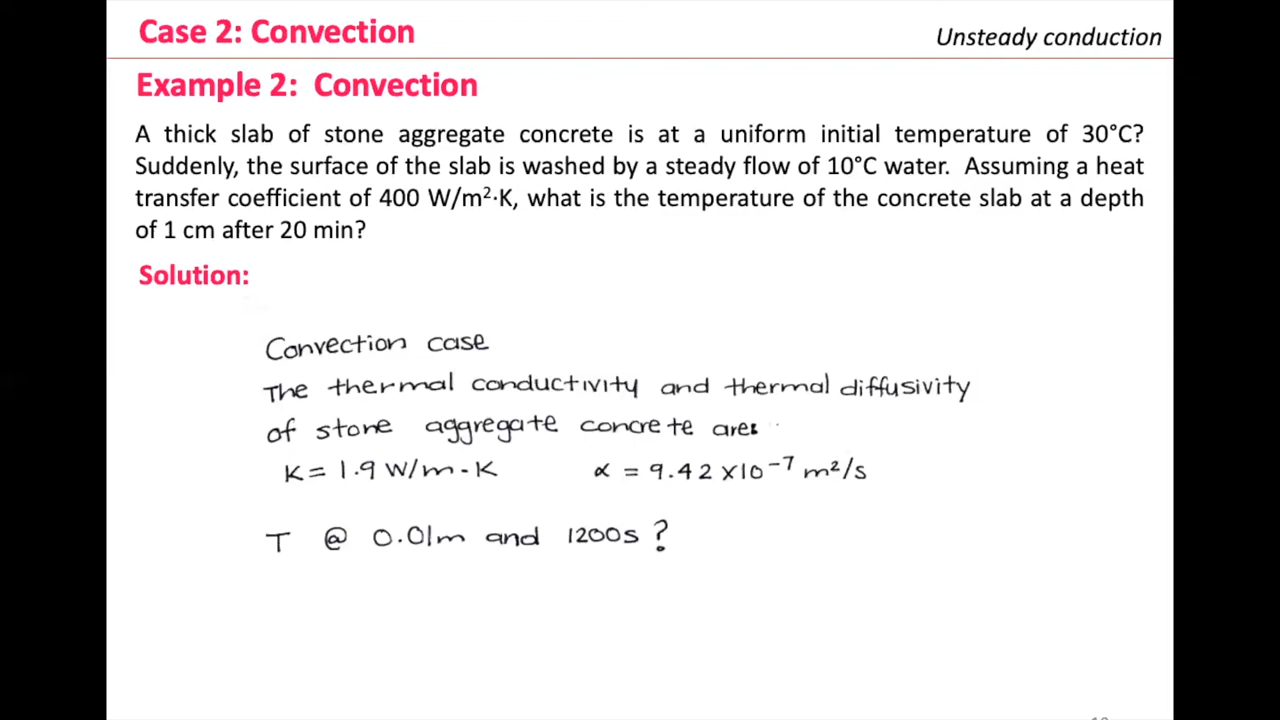 Case 2: Convection
Unsteady conduction
Example 2: Convection
A thick slab of stone aggregate concrete is at a uniform initial temperature of 30°C?
Suddenly, the surface of the slab is washed by a steady flow of 10°C water. Assuming a heat
transfer coefficient of 400 W/m²·K, what is the temperature of the concrete slab at a depth
of 1 cm after 20 min?
Solution:
Convection case
The thermal conductivity and thermal diffusivity
of stone aggregate concrete are:
K = 1.9 W/m-K α = 9.42 x10⁻⁷ m²/s
T @ 0.01m and 1200s ?